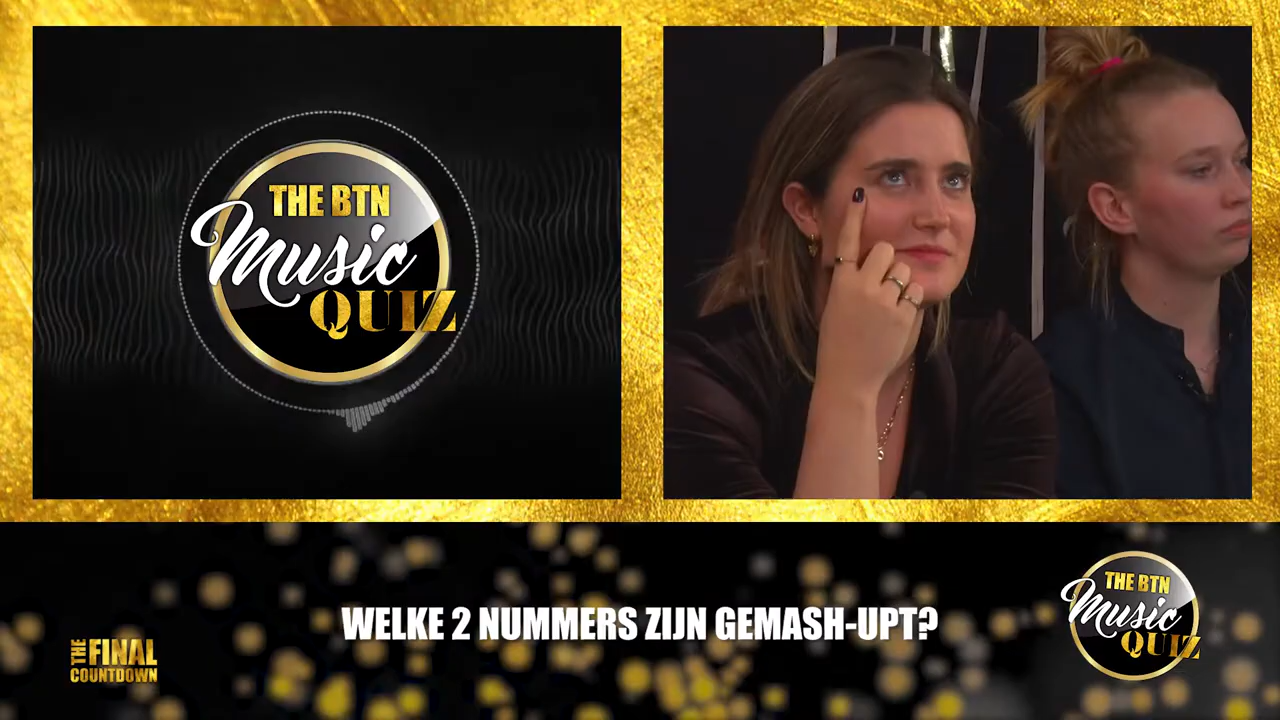 THE BTN
Music
QUIZ
WELKE 2 NUMMERS ZIJN GEMASH-UPT?
THE FINAL
COUNTDOWN
THE BTN
Music
QUIZ